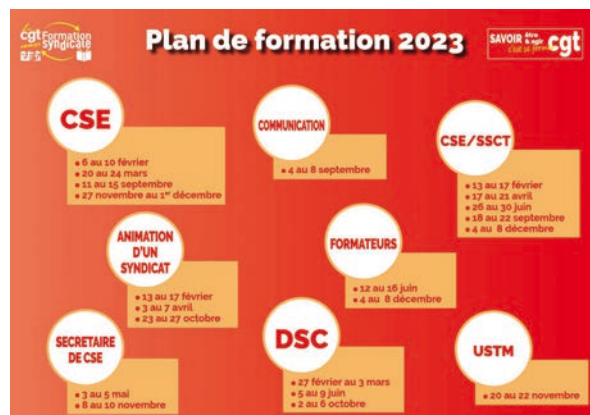 cgt Formation
Syndicale
Plan de formation 2023
SAVOIR être
& agir
c'est se former
cgt
CSE
• 6 au 10 février
• 20 au 24 mars
• 11 au 15 septembre
• 27 novembre au 1er décembre
COMMUNICATION
• 4 au 8 septembre
CSE/SSCT
• 13 au 17 février
• 17 au 21 avril
• 26 au 30 juin
• 18 au 22 septembre
• 4 au 8 décembre
ANIMATION
D'UN
SYNDICAT
• 13 au 17 février
• 3 au 7 avril
• 23 au 27 octobre
FORMATEURS
• 12 au 16 juin
• 4 au 8 décembre
SECRETAIRE
DE CSE
• 3 au 5 mai
• 8 au 10 novembre
DSC
• 27 février au 3 mars
• 5 au 9 juin
• 2 au 6 octobre
USTM
• 20 au 22 novembre